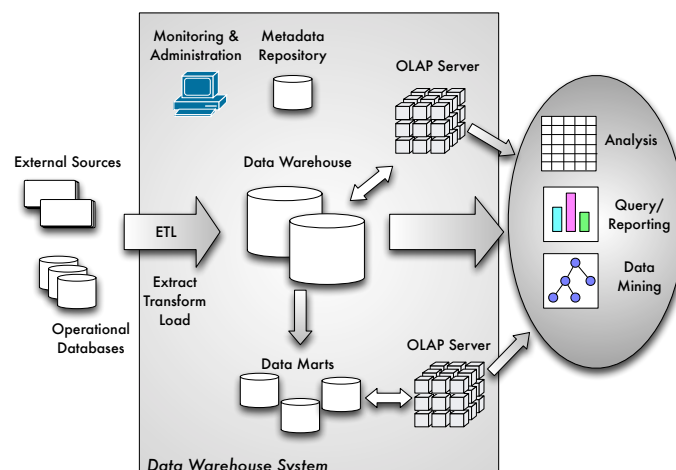 Monitoring &
Administration
Metadata
Repository
OLAP Server
External Sources
Data Warehouse
Analysis
ETL
Query/
Reporting
Extract
Transform
Load
Data
Mining
Operational
Databases
Data Marts
OLAP Server
Data Warehouse System